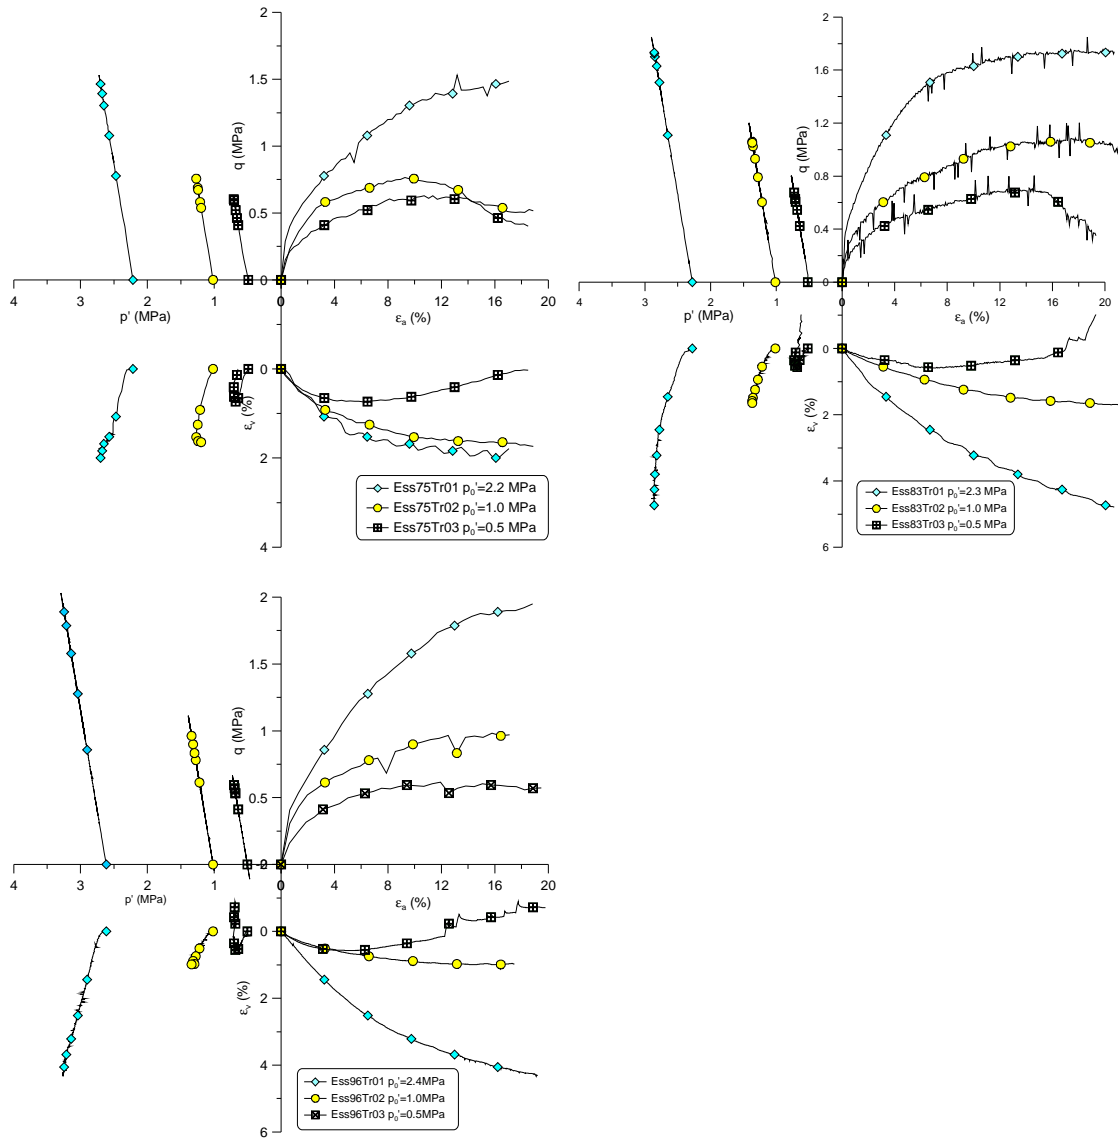 2
1.5
1
0.5
0
q (MPa)
4 3 2 1 0 4 8 12 16 20
p' (MPa)
εa (%)
0
1
2
4
εv (%)
Ess75Tr01 p0'=2.2 MPa
Ess75Tr02 p0'=1.0 MPa
Ess75Tr03 p0'=0.5 MPa
2
1.6
1.2
0.8
0.4
0
q (MPa)
4 3 2 1 0 4 8 12 16 20
p' (MPa)
εa (%)
0
2
4
6
εv (%)
Ess83Tr01 p0'=2.3 MPa
Ess83Tr02 p0'=1.0 MPa
Ess83Tr03 p0'=0.5 MPa
2
1.5
1
0.5
q (MPa)
4 2 1 0 4 8 12 16 20
p' (MPa)
εa (%)
0
2
4
6
εv (%)
Ess96Tr01 p0'=2.4MPa
Ess96Tr02 p0'=1.0MPa
Ess96Tr03 p0'=0.5MPa